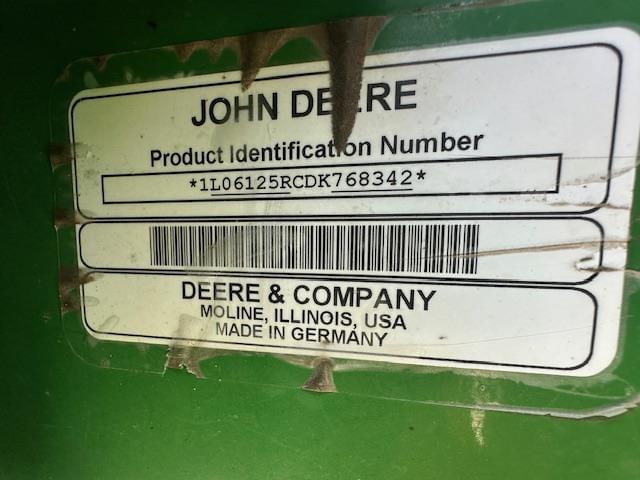 JOHN DEERE
Product Identification Number
*1L06125RCDK768342*
DEERE & COMPANY
MOLINE, ILLINOIS, USA
MADE IN GERMANY